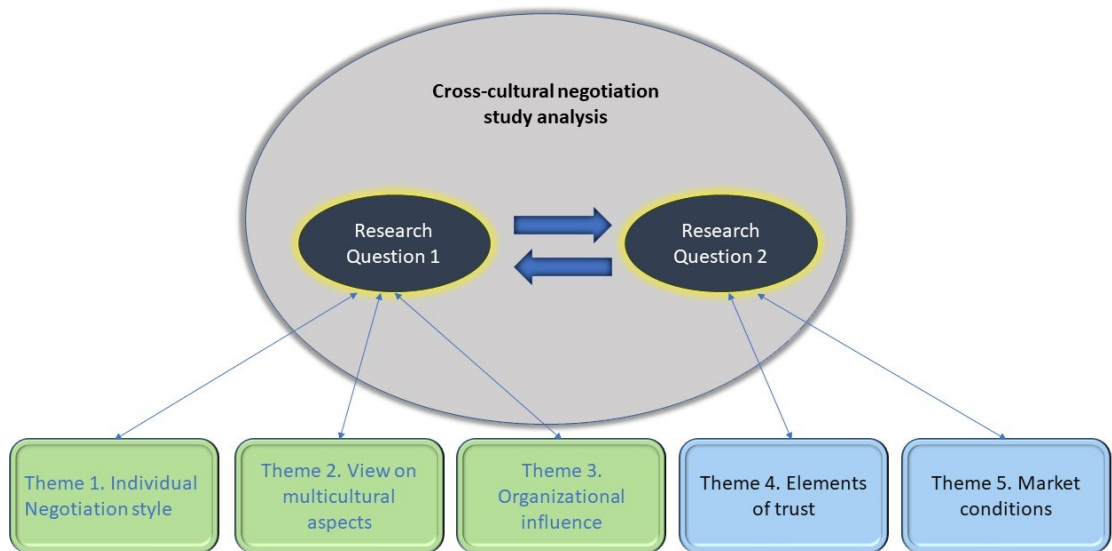 Cross-cultural negotiation
study analysis
Research
Question 1
Research
Question 2
Theme 1. Individual
Negotiation style
Theme 2. View on
multicultural
aspects
Theme 3.
Organizational
influence
Theme 4. Elements
of trust
Theme 5. Market
conditions